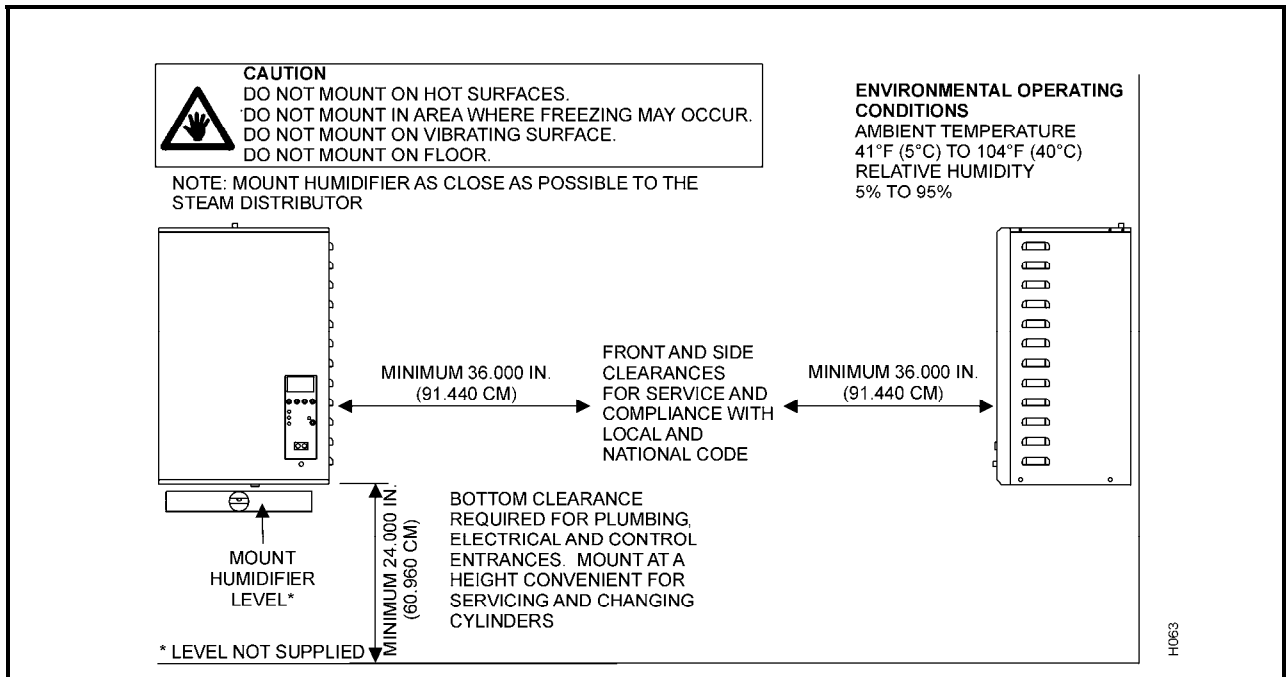 CAUTION
DO NOT MOUNT ON HOT SURFACES.
DO NOT MOUNT IN AREA WHERE FREEZING MAY OCCUR.
DO NOT MOUNT ON VIBRATING SURFACE.
DO NOT MOUNT ON FLOOR.
NOTE: MOUNT HUMIDIFIER AS CLOSE AS POSSIBLE TO THE
STEAM DISTRIBUTOR
ENVIRONMENTAL OPERATING
CONDITIONS
AMBIENT TEMPERATURE
41°F (5°C) TO 104°F (40°C)
RELATIVE HUMIDITY
5% TO 95%
MINIMUM 36.000 IN.
(91.440 CM)
FRONT AND SIDE
CLEARANCES
FOR SERVICE AND
COMPLIANCE WITH
LOCAL AND
NATIONAL CODE
MINIMUM 36.000 IN.
(91.440 CM)
MOUNT
HUMIDIFIER
LEVEL*
MINIMUM 24.000 IN.
(60.960 CM)
BOTTOM CLEARANCE
REQUIRED FOR PLUMBING,
ELECTRICAL AND CONTROL
ENTRANCES. MOUNT AT A
HEIGHT CONVENIENT FOR
SERVICING AND CHANGING
CYLINDERS
* LEVEL NOT SUPPLIED
H063